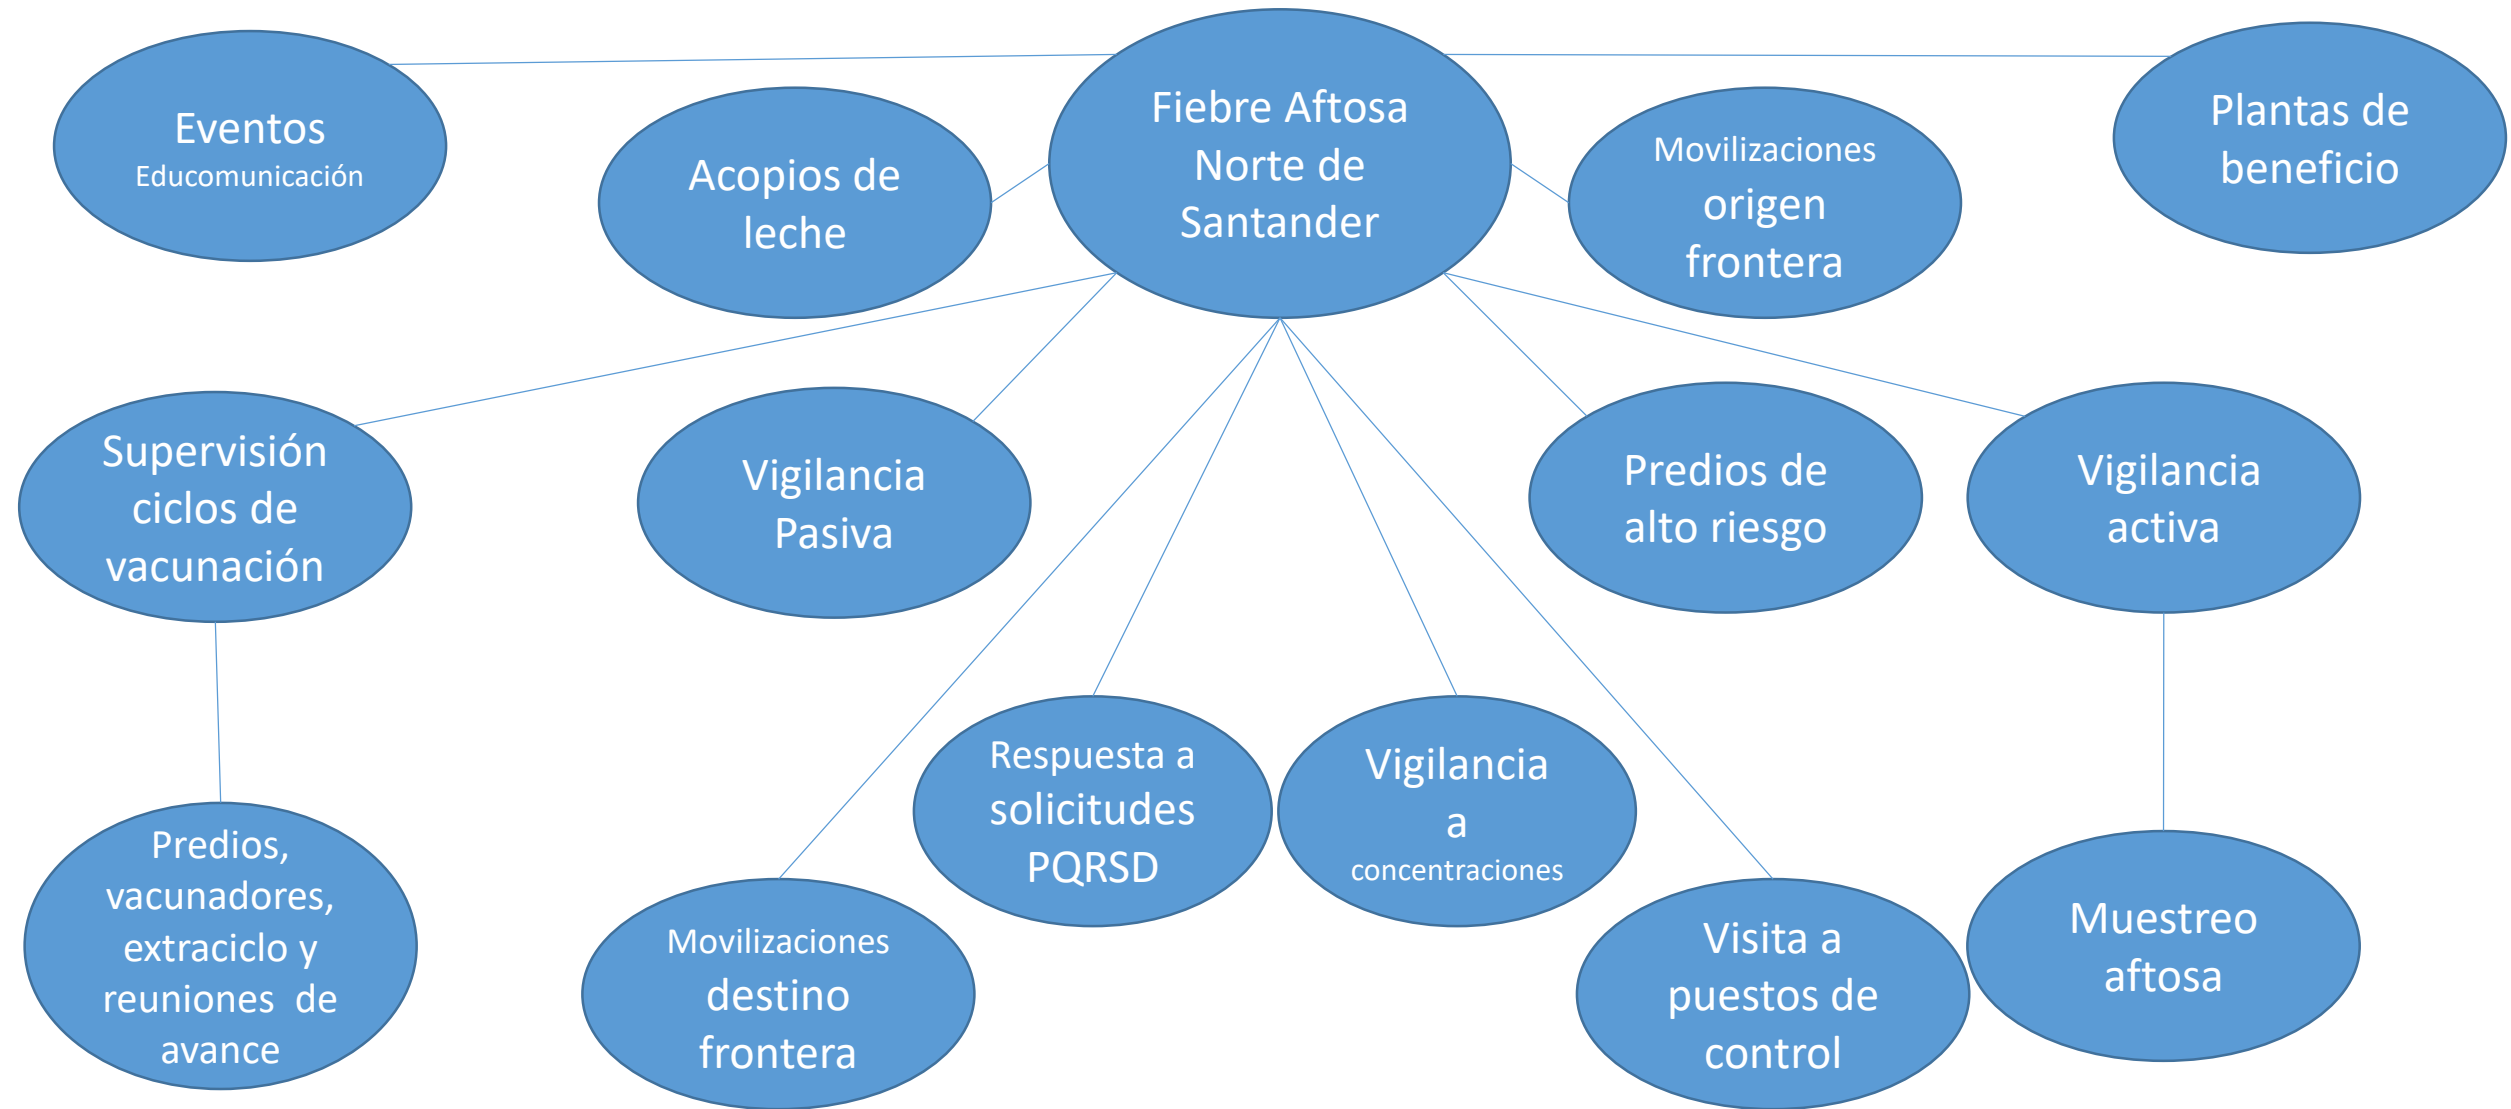 Eventos
Educomunicación
Acopios de
leche
Fiebre Aftosa
Norte de
Santander
Movilizaciones
origen
frontera
Plantas de
beneficio
Supervisión
ciclos de
vacunación
Vigilancia
Pasiva
Predios de
alto riesgo
Vigilancia
activa
Predios,
vacunadores,
extraciclo y
reuniones de
avance
Movilizaciones
destino
frontera
Respuesta a
solicitudes
PQRSD
Vigilancia
a
concentraciones
Visita a
puestos de
control
Muestreo
aftosa